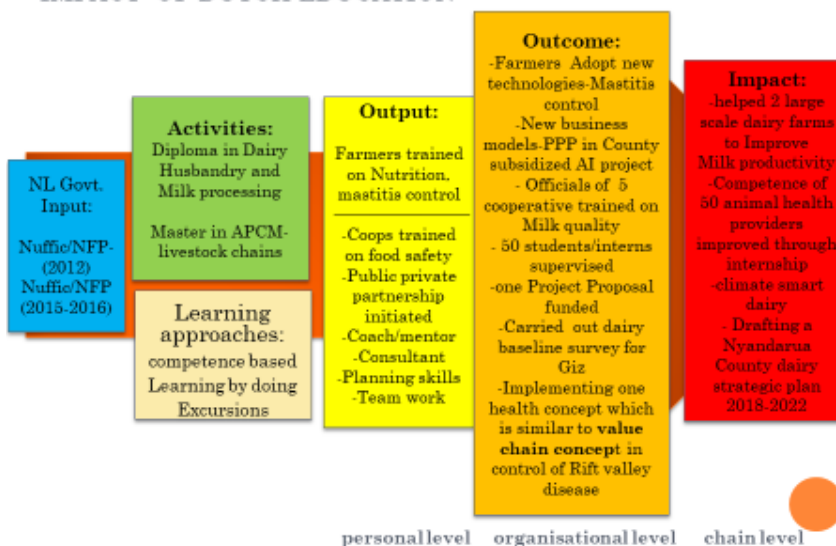 NL Govt.
Input:
Nuffic/NFP-
(2012)
Nuffic/NFP
(2015-2016)
Activities:
Diploma in Dairy
Husbandry and
Milk processing
Master in APCM-
livestock chains
Learning
approaches:
competence based
Learning by doing
Excursions
Output:
Farmers trained
on Nutrition,
mastitis control
-Coops trained
on food safety
-Public private
partnership
initiated
-Coach/mentor
-Consultant
-Planning skills
-Team work
Outcome:
-Farmers Adopt new
technologies-Mastitis
control
-New business
models-PPP in County
subsidized AI project
- Officials of 5
cooperative trained on
Milk quality
- 50 students/interns
supervised
-one Project Proposal
funded
-Carried out dairy
baseline survey for
Giz
-Implementing one
health concept which
is similar to value
chain concept in
control of Rift valley
disease
Impact:
-helped 2 large
scale dairy farms
to Improve
Milk productivity
-Competence of
50 animal health
providers
improved through
internship
-climate smart
dairy
- Drafting a
Nyandarua
County dairy
strategic plan
2018-2022
personal level organisational level chain level